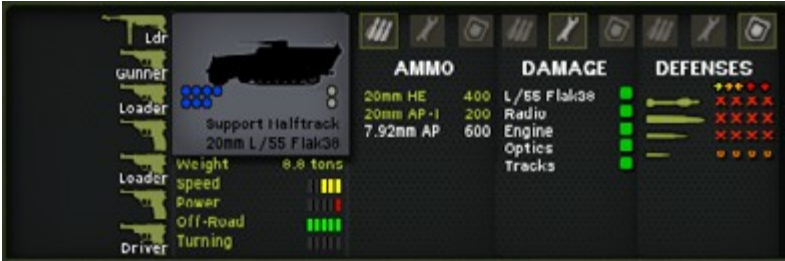 Ldr
Gunner
Loader
Loader
Driver
Support Halftrack
20mm L/55 Flak38
Weight 8.8 tons
Speed
Power
Off-Road
Turning
AMMO
20mm HE 400
20mm AP-I 200
7.92mm AP 600
DAMAGE
L/55 Flak38
Radio
Engine
Optics
Tracks
DEFENSES